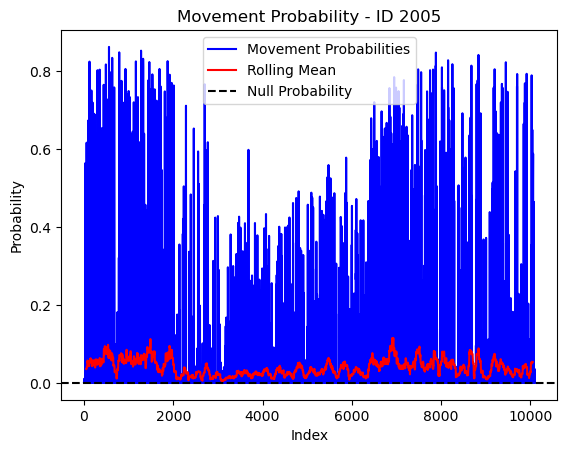 Movement Probability - ID 2005
Movement Probabilities
Rolling Mean
Null Probability
Probability
0.8
0.6
0.4
0.2
0.0
0 2000 4000 6000 8000 10000
Index